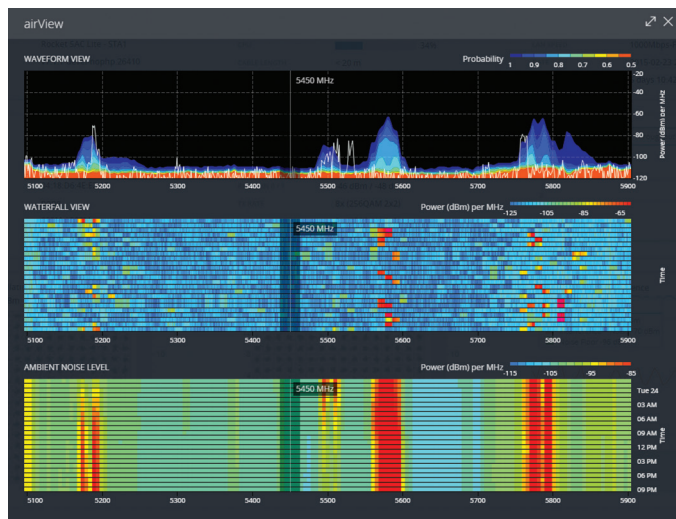 airView
WAVEFORM VIEW
Probability
1 0.9 0.8 0.7 0.6 0.5
5450 MHz
-20
-40
-60
-80
-100
-120
Power (dBm) per MHz
5100 5200 5300 5400 5500 5600 5700 5800 5900
WATERFALL VIEW
Power (dBm) per MHz
-125 -105 -85 -65
5450 MHz
Time
5100 5200 5300 5400 5500 5600 5700 5800 5900
AMBIENT NOISE LEVEL
Power (dBm) per MHz
-115 -105 -95 -85
5450 MHz
Tue 24
03 AM
06 AM
09 AM
12 PM
03 PM
06 PM
09 PM
Time
5100 5200 5300 5400 5500 5600 5700 5800 5900